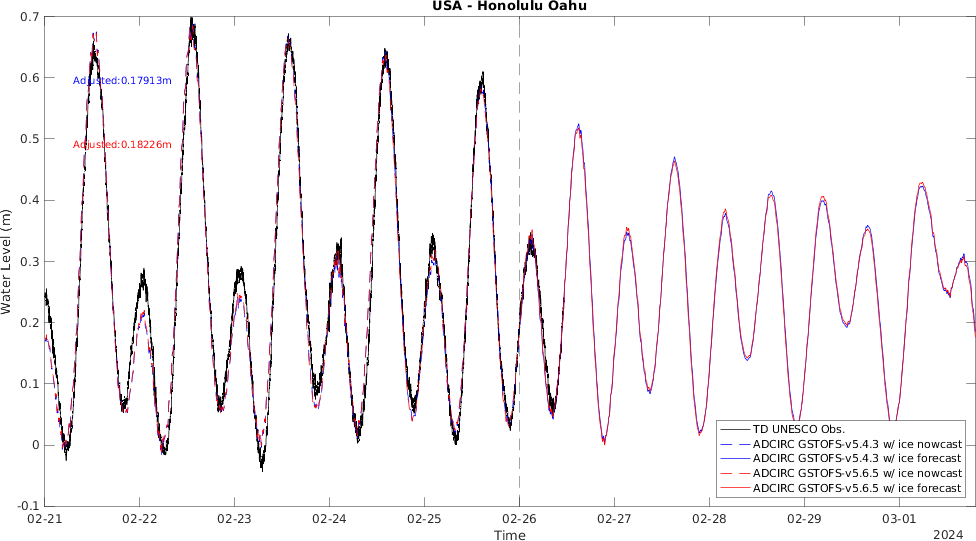 USA - Honolulu Oahu
Water Level (m)
0.7
0.6
0.5
0.4
0.3
0.2
0.1
0
-0.1
Adjusted:0.17913m
Adjusted:0.18226m
TD UNESCO Obs.
ADCIRC GSTOFS-v5.4.3 w/ ice nowcast
ADCIRC GSTOFS-v5.4.3 w/ ice forecast
ADCIRC GSTOFS-v5.6.5 w/ ice nowcast
ADCIRC GSTOFS-v5.6.5 w/ ice forecast
02-21 02-22 02-23 02-24 02-25 02-26 02-27 02-28 02-29 03-01
Time
2024